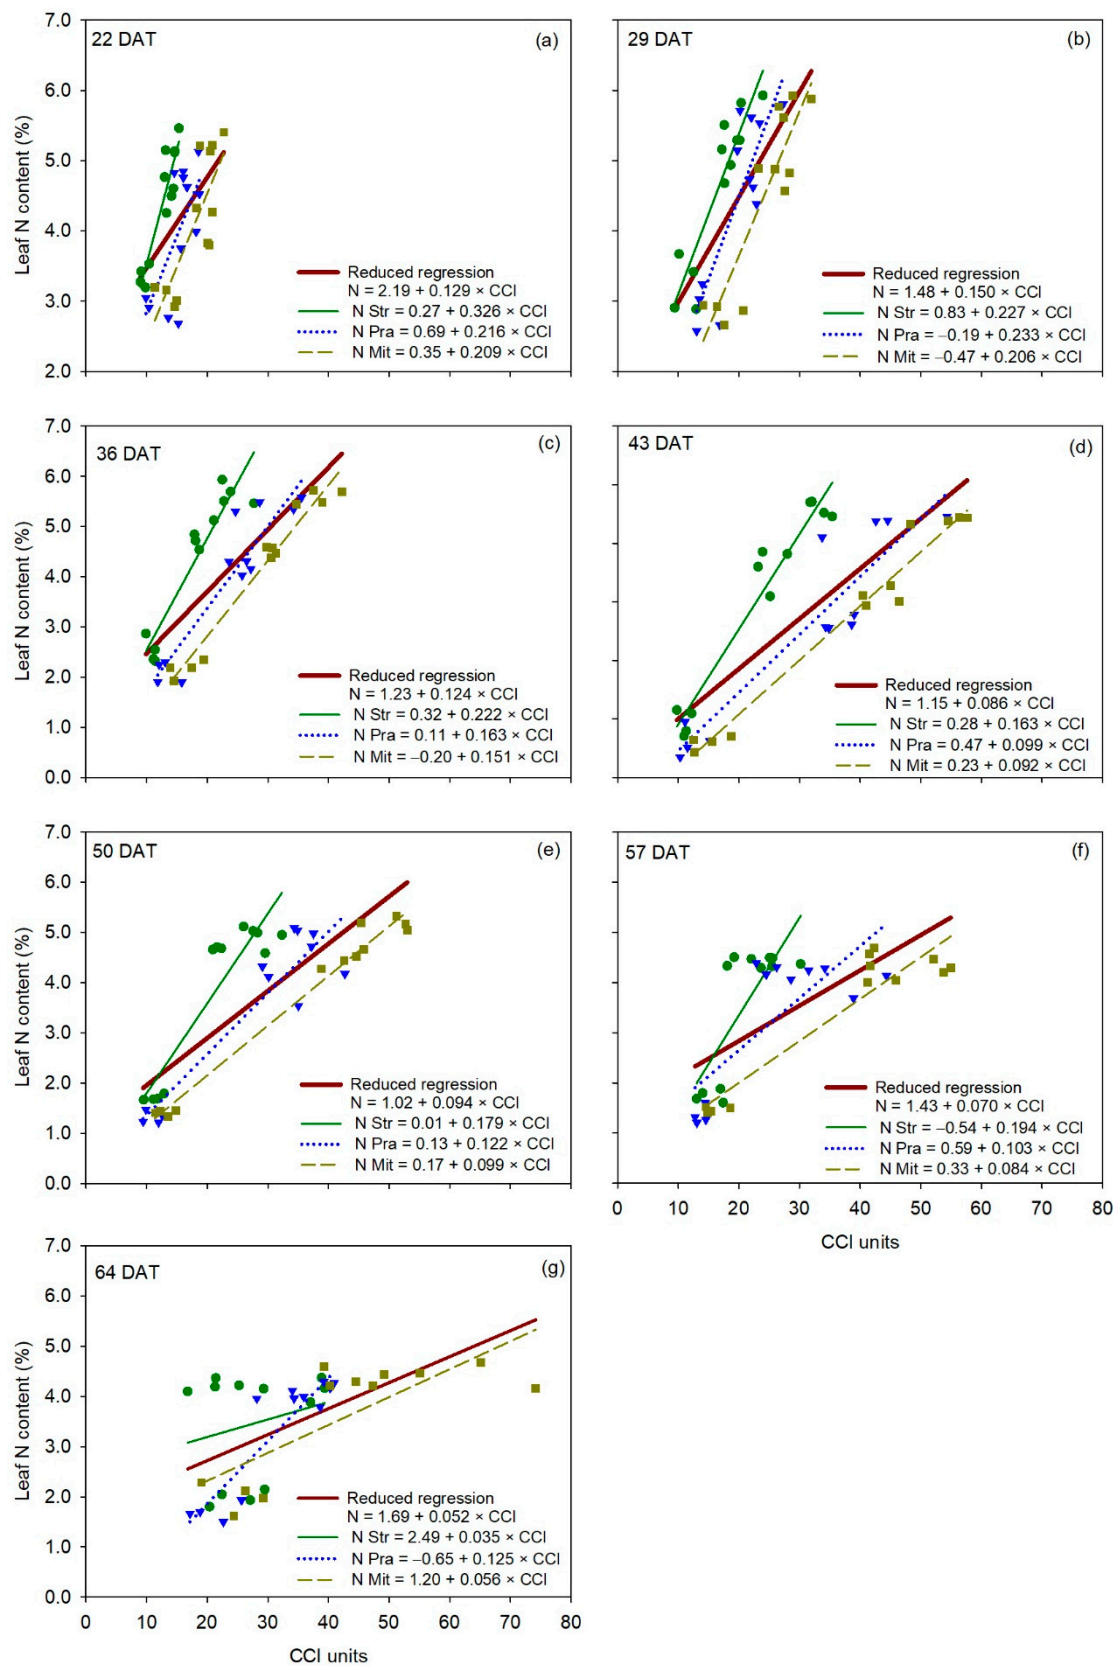 22 DAT
(a)
7.0
6.0
5.0
4.0
3.0
2.0
Leaf N content (%)
Reduced regression
N = 2.19 + 0.129 × CCI
N Str = 0.27 + 0.326 × CCI
N Pra = 0.69 + 0.216 × CCI
N Mit = 0.35 + 0.209 × CCI
29 DAT
(b)
Reduced regression
N = 1.48 + 0.150 × CCI
N Str = 0.83 + 0.227 × CCI
N Pra = −0.19 + 0.233 × CCI
N Mit = −0.47 + 0.206 × CCI
36 DAT
(c)
7.0
6.0
5.0
4.0
3.0
2.0
1.0
0.0
Leaf N content (%)
Reduced regression
N = 1.23 + 0.124 × CCI
N Str = 0.32 + 0.222 × CCI
N Pra = 0.11 + 0.163 × CCI
N Mit = −0.20 + 0.151 × CCI
43 DAT
(d)
Reduced regression
N = 1.15 + 0.086 × CCI
N Str = 0.28 + 0.163 × CCI
N Pra = 0.47 + 0.099 × CCI
N Mit = 0.23 + 0.092 × CCI
50 DAT
(e)
7.0
6.0
5.0
4.0
3.0
2.0
1.0
0.0
Leaf N content (%)
Reduced regression
N = 1.02 + 0.094 × CCI
N Str = 0.01 + 0.179 × CCI
N Pra = 0.13 + 0.122 × CCI
N Mit = 0.17 + 0.099 × CCI
57 DAT
(f)
Reduced regression
N = 1.43 + 0.070 × CCI
N Str = −0.54 + 0.194 × CCI
N Pra = 0.59 + 0.103 × CCI
N Mit = 0.33 + 0.084 × CCI
0 10 20 30 40 50 60 70 80
CCI units
64 DAT
(g)
7.0
6.0
5.0
4.0
3.0
2.0
1.0
0.0
Leaf N content (%)
Reduced regression
N = 1.69 + 0.052 × CCI
N Str = 2.49 + 0.035 × CCI
N Pra = −0.65 + 0.125 × CCI
N Mit = 1.20 + 0.056 × CCI
0 10 20 30 40 50 60 70 80
CCI units